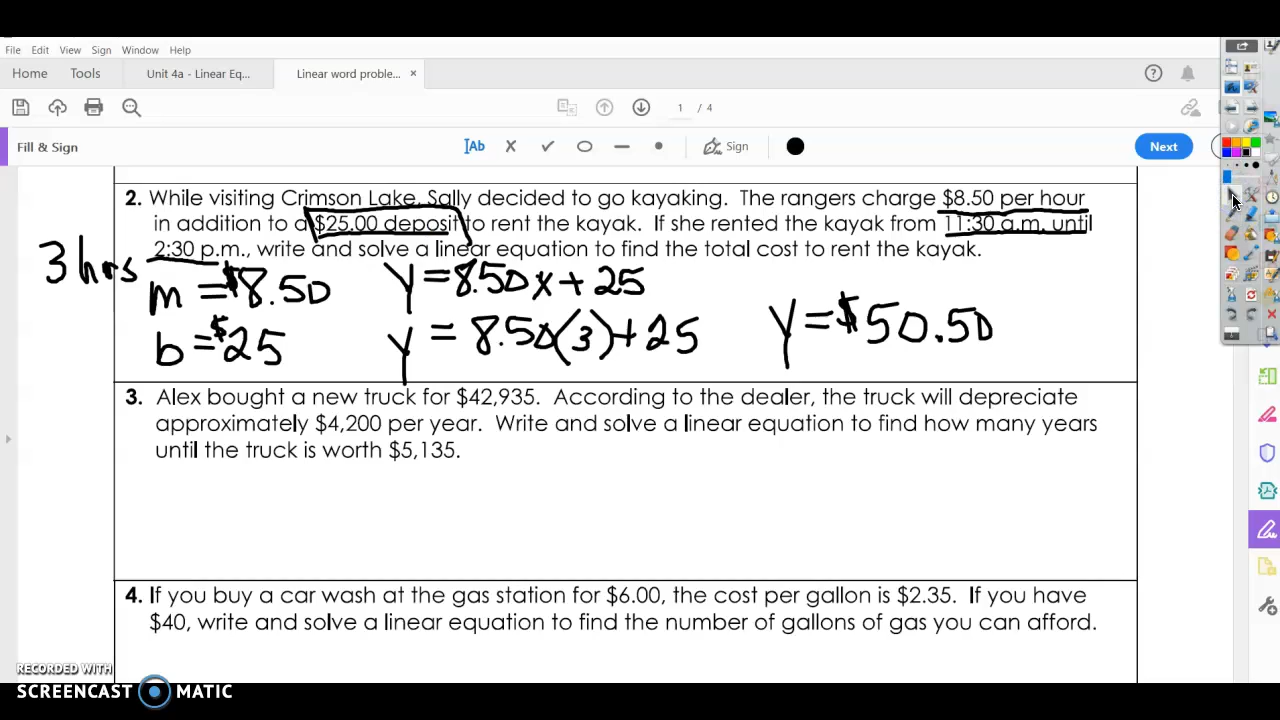 File Edit View Sign Window Help
Home Tools Unit 4a - Linear Eq... Linear word proble... ×
1 / 4
Fill & Sign Ab Sign Next
2. While visiting Crimson Lake, Sally decided to go kayaking. The rangers charge $8.50 per hour
in addition to a $25.00 deposit to rent the kayak. If she rented the kayak from 11:30 a.m. until
2:30 p.m., write and solve a linear equation to find the total cost to rent the kayak.
3 hrs
m = $8.50 y = 8.50x + 25
b = $25 y = 8.50(3) + 25 y = $50.50
3. Alex bought a new truck for $42,935. According to the dealer, the truck will depreciate
approximately $4,200 per year. Write and solve a linear equation to find how many years
until the truck is worth $5,135.
4. If you buy a car wash at the gas station for $6.00, the cost per gallon is $2.35. If you have
$40, write and solve a linear equation to find the number of gallons of gas you can afford.
RECORDED WITH
SCREENCAST MATIC